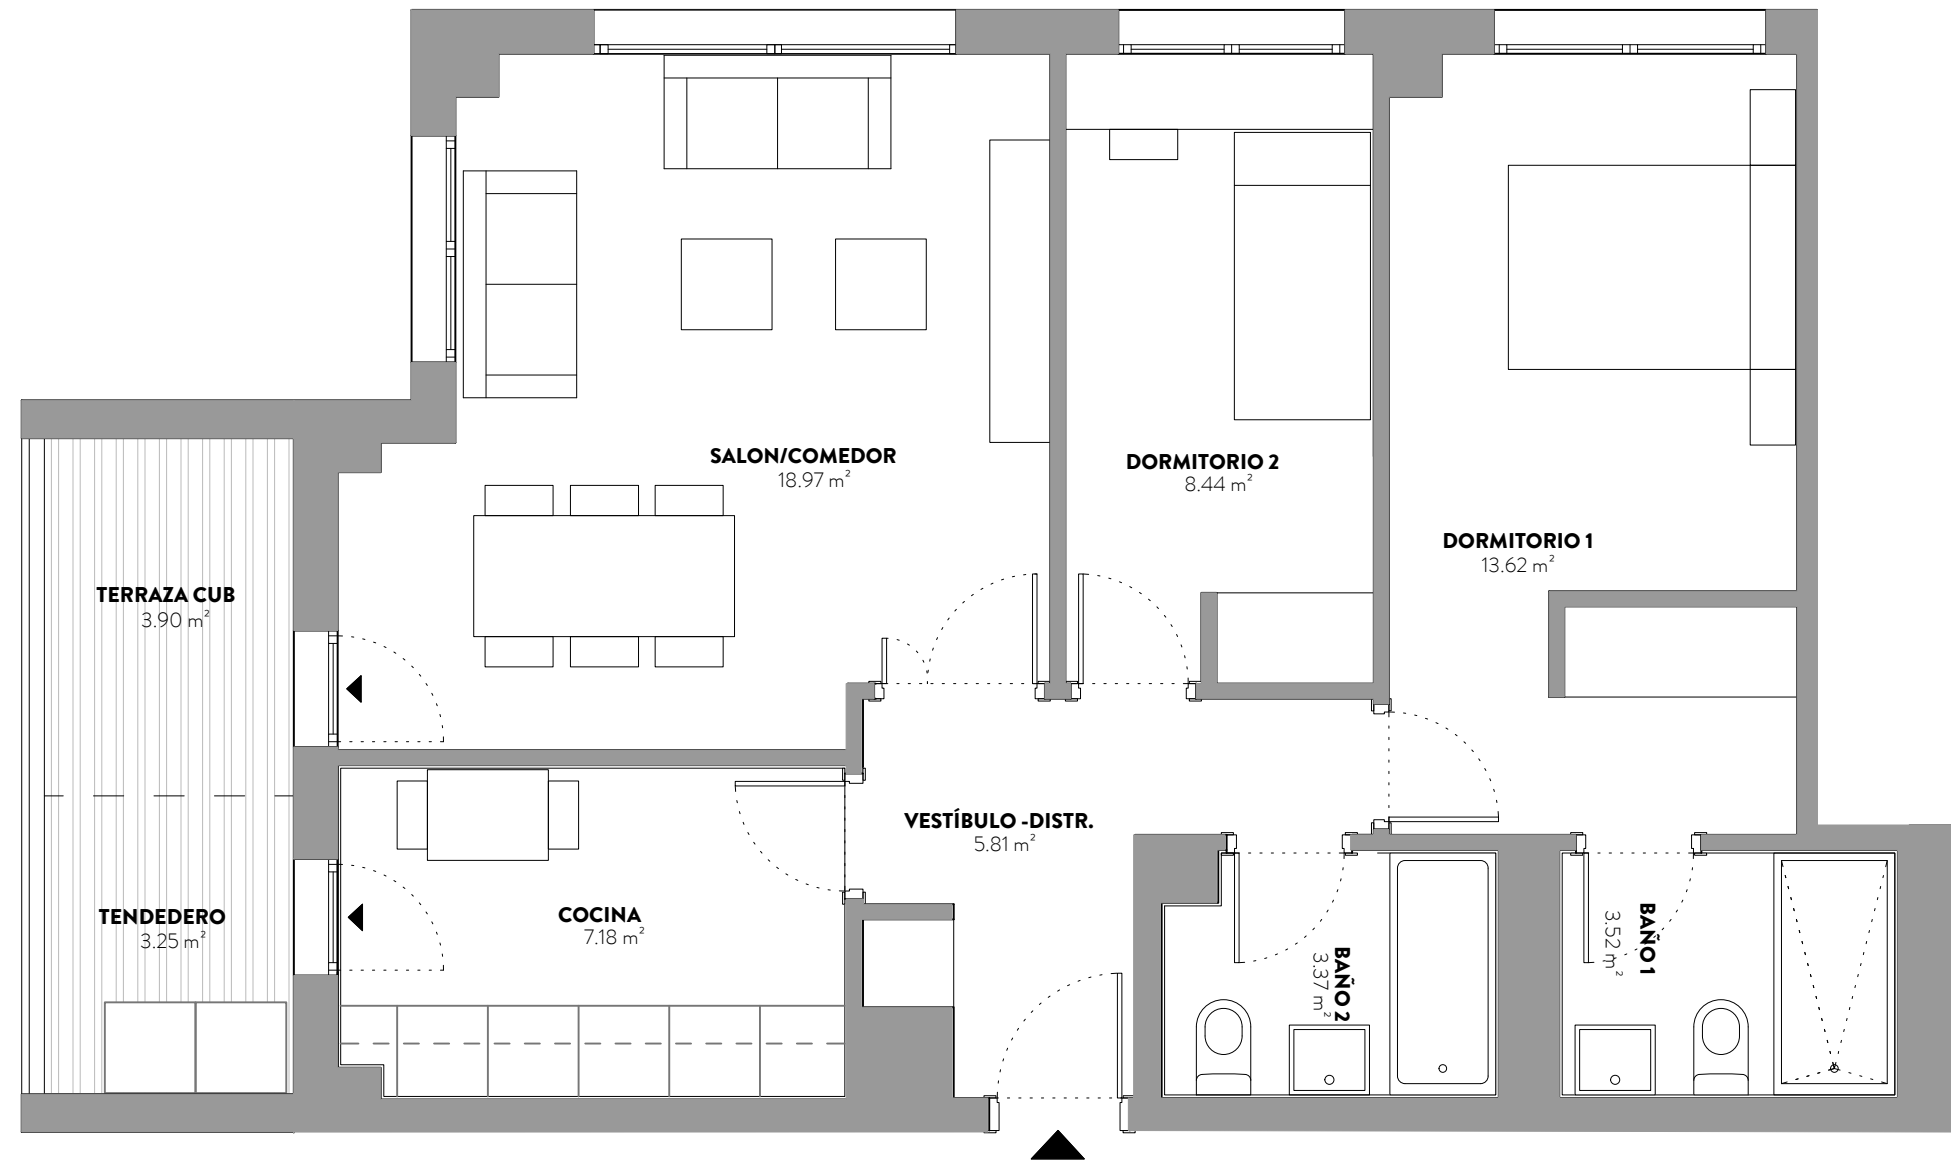 SALON/COMEDOR
18.97 m²
DORMITORIO 2
8.44 m²
DORMITORIO 1
13.62 m²
TERRAZA CUB
3.90 m²
VESTÍBULO -DISTR.
5.81 m²
TENDEDERO
3.25 m²
COCINA
7.18 m²
BAÑO 2
3.37 m²
BAÑO 1
3.52 m²